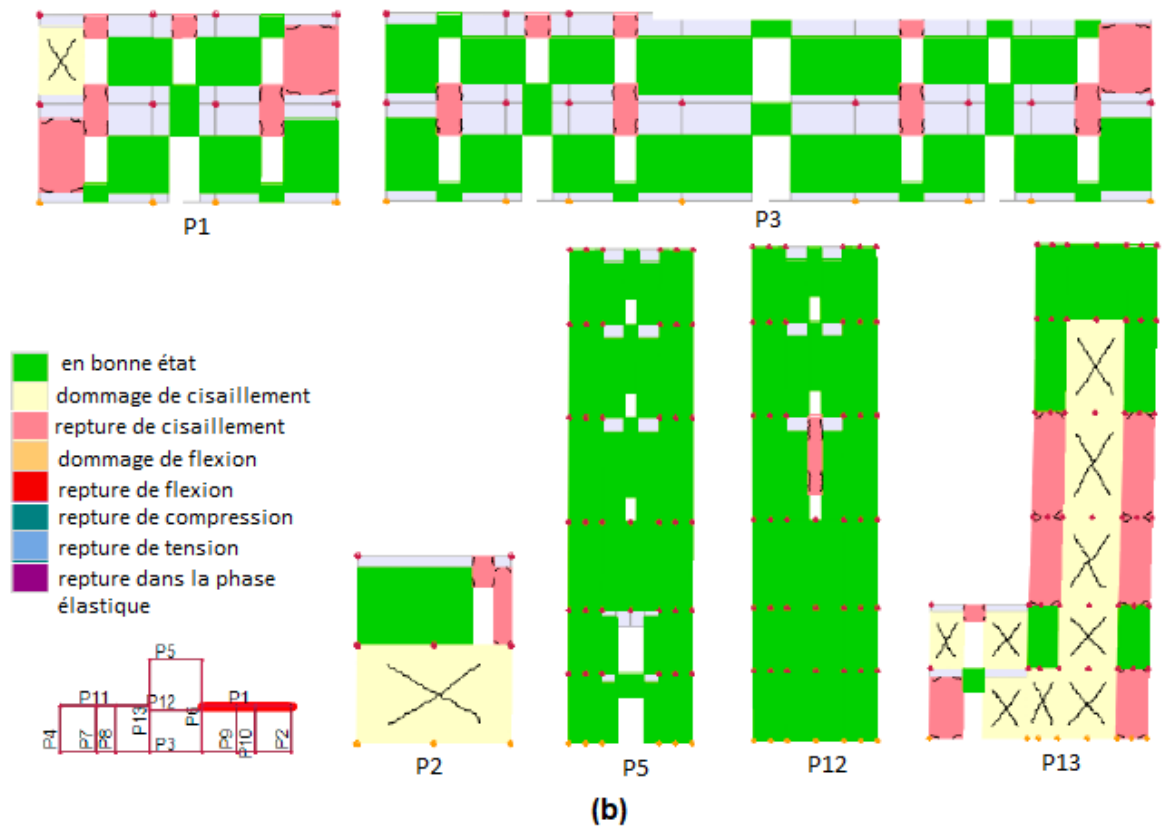 P1
P3
en bonne état
dommage de cisaillement
repture de cisaillement
dommage de flexion
repture de flexion
repture de compression
repture de tension
repture dans la phase
élastique
P2
P5
P12
P13
P5
P11
P12
P1
P4
P7
P8
P13
P3
P6
P9
P10
P2
(b)